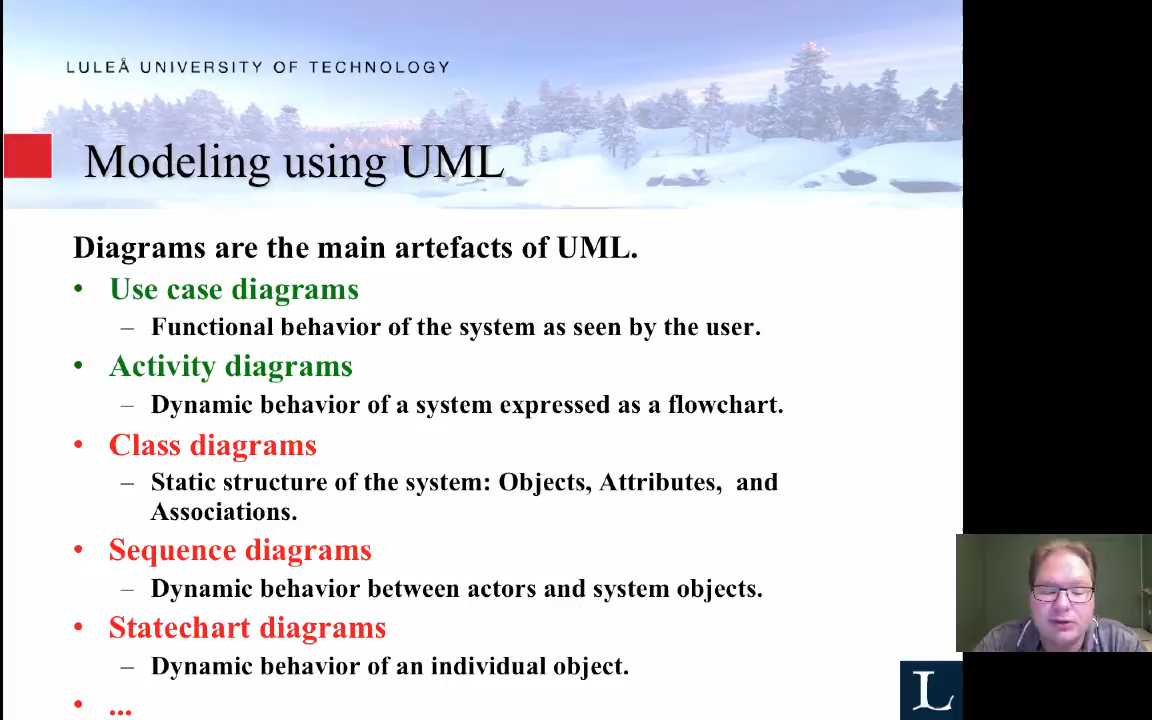 LULEÅ UNIVERSITY OF TECHNOLOGY
Modeling using UML
Diagrams are the main artefacts of UML.
• Use case diagrams
– Functional behavior of the system as seen by the user.
• Activity diagrams
– Dynamic behavior of a system expressed as a flowchart.
• Class diagrams
– Static structure of the system: Objects, Attributes, and
Associations.
• Sequence diagrams
– Dynamic behavior between actors and system objects.
• Statechart diagrams
– Dynamic behavior of an individual object.
• ...
L